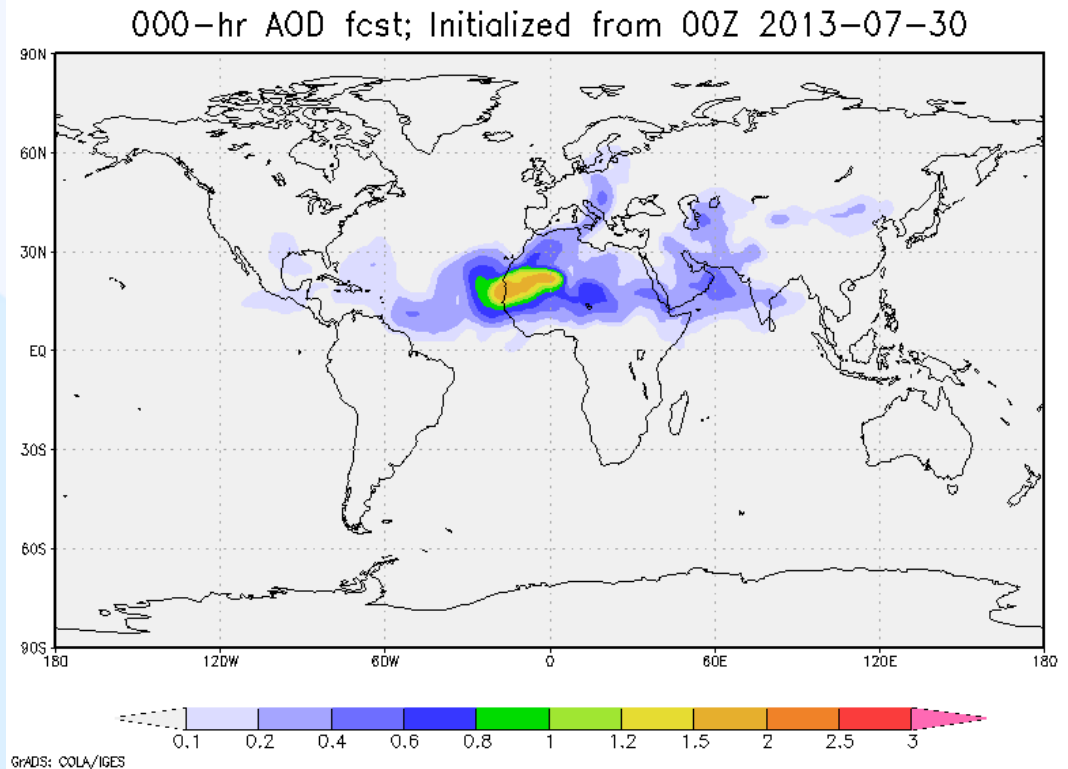 000-hr AOD fcst; Initialized from 00Z 2013-07-30
90N
60N
30N
EQ
30S
60S
90S
180 120W 60W 0 60E 120E 180
0.1 0.2 0.4 0.6 0.8 1 1.2 1.5 2 2.5 3
GrADS: COLA/IGES